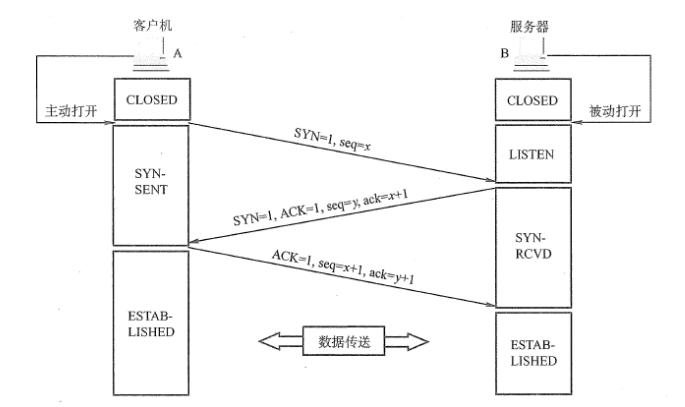 客户机
服务器
A
B
CLOSED
CLOSED
主动打开
被动打开
SYN=1, seq=x
LISTEN
SYN-
SENT
SYN=1, ACK=1, seq=y, ack=x+1
SYN-
RCVD
ACK=1, seq=x+1, ack=y+1
ESTAB-
LISHED
数据传送
ESTAB-
LISHED